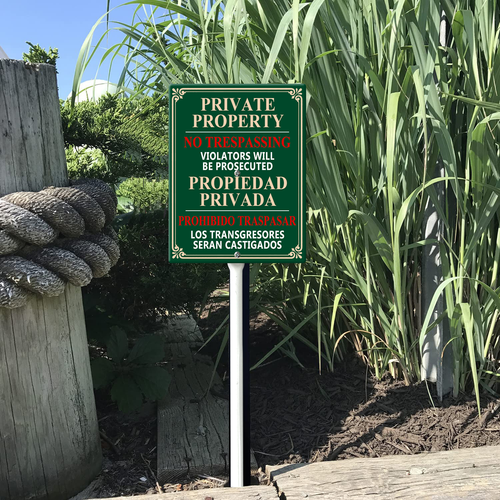 PRIVATE
PROPERTY
NO TRESPASSING
VIOLATORS WILL
BE PROSECUTED
PROPIEDAD
PRIVADA
PROHIBIDO TRASPASAR
LOS TRANSGRESORES
SERAN CASTIGADOS